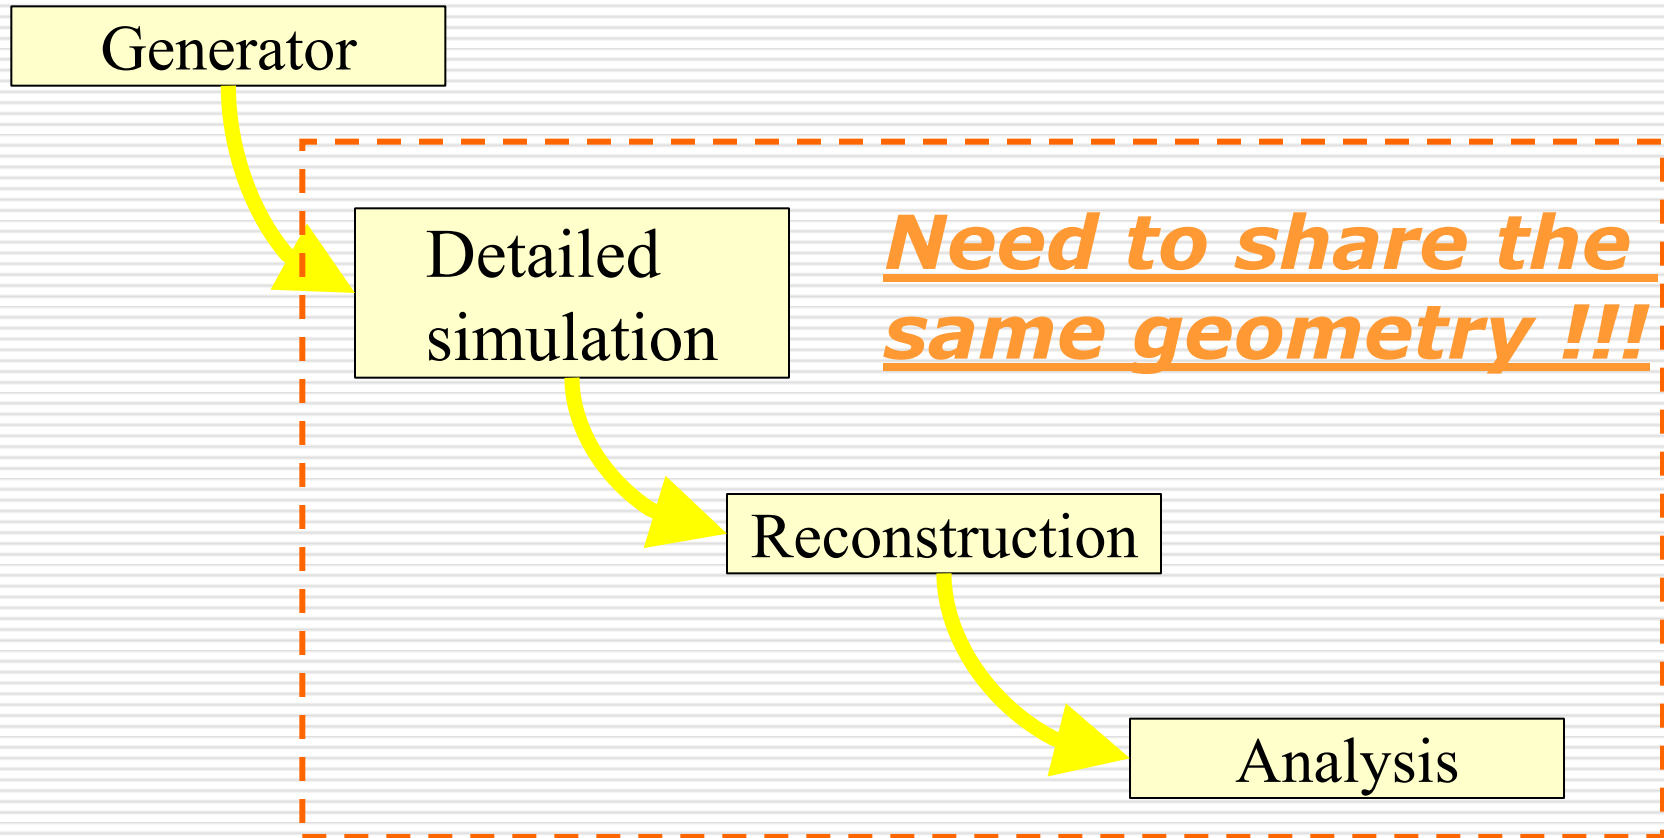 Generator
Detailed
simulation
Need to share the
same geometry !!!
Reconstruction
Analysis